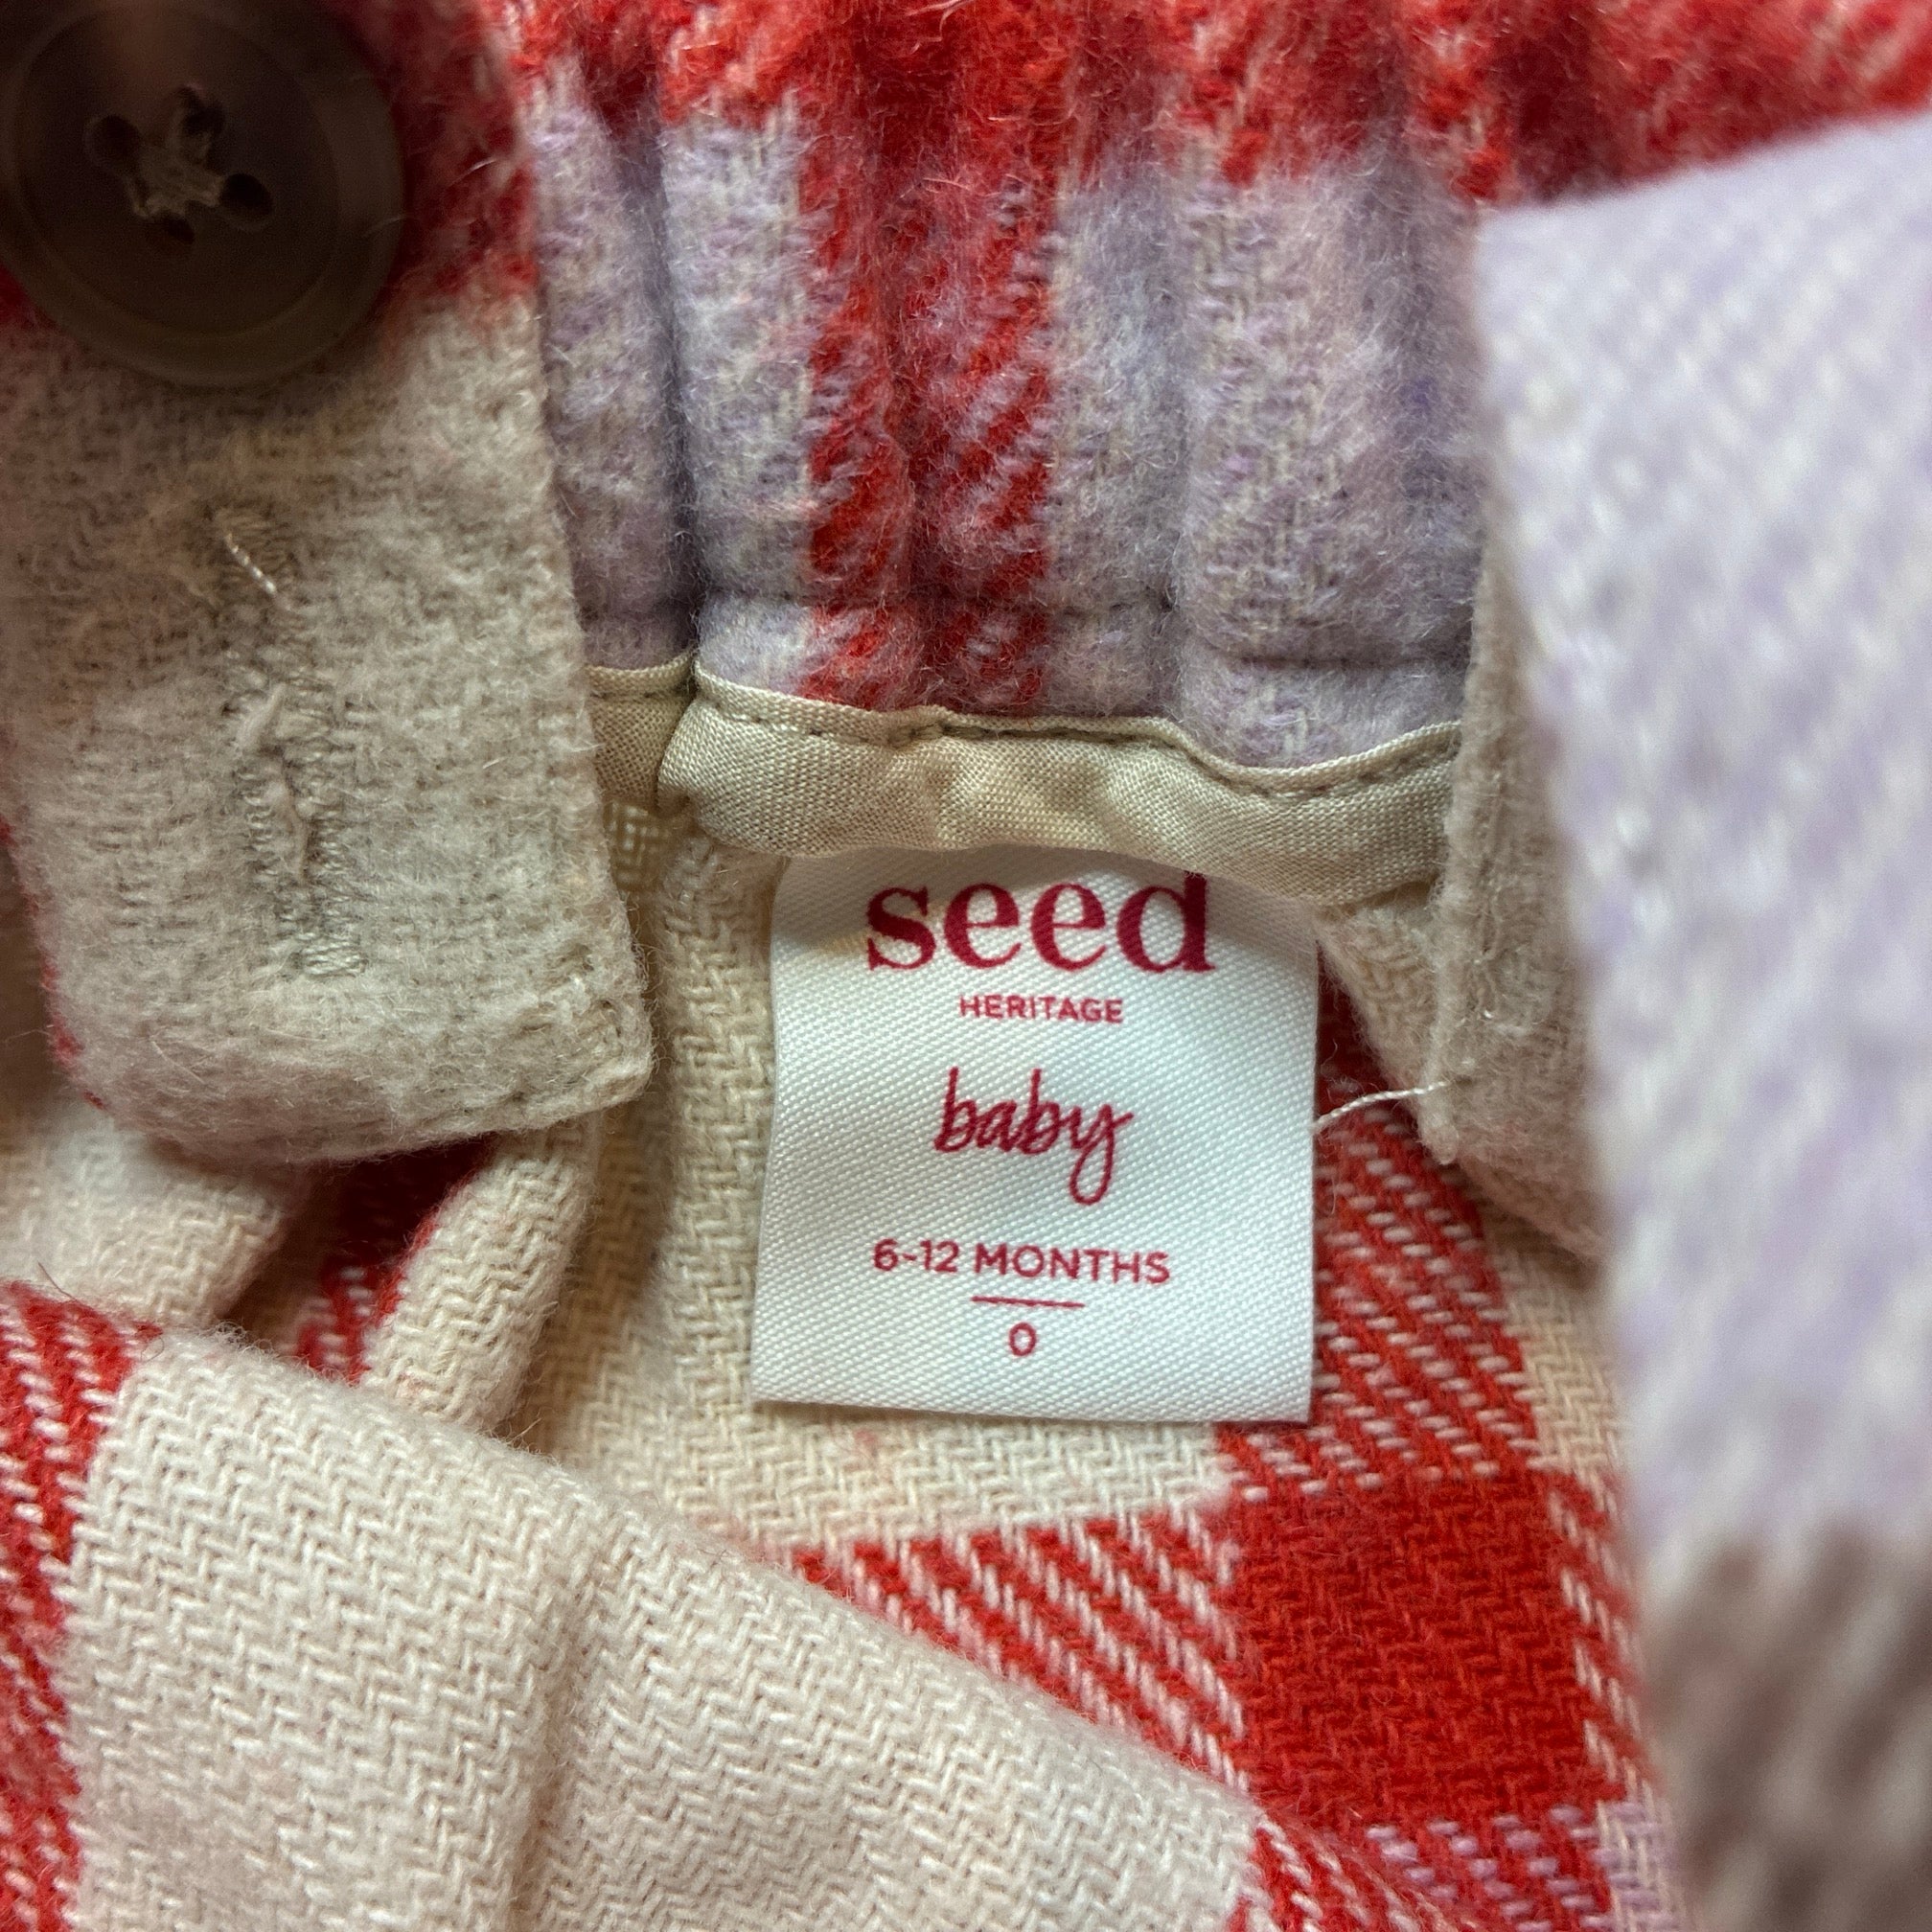 seed
HERITAGE
baby
6-12 MONTHS
0